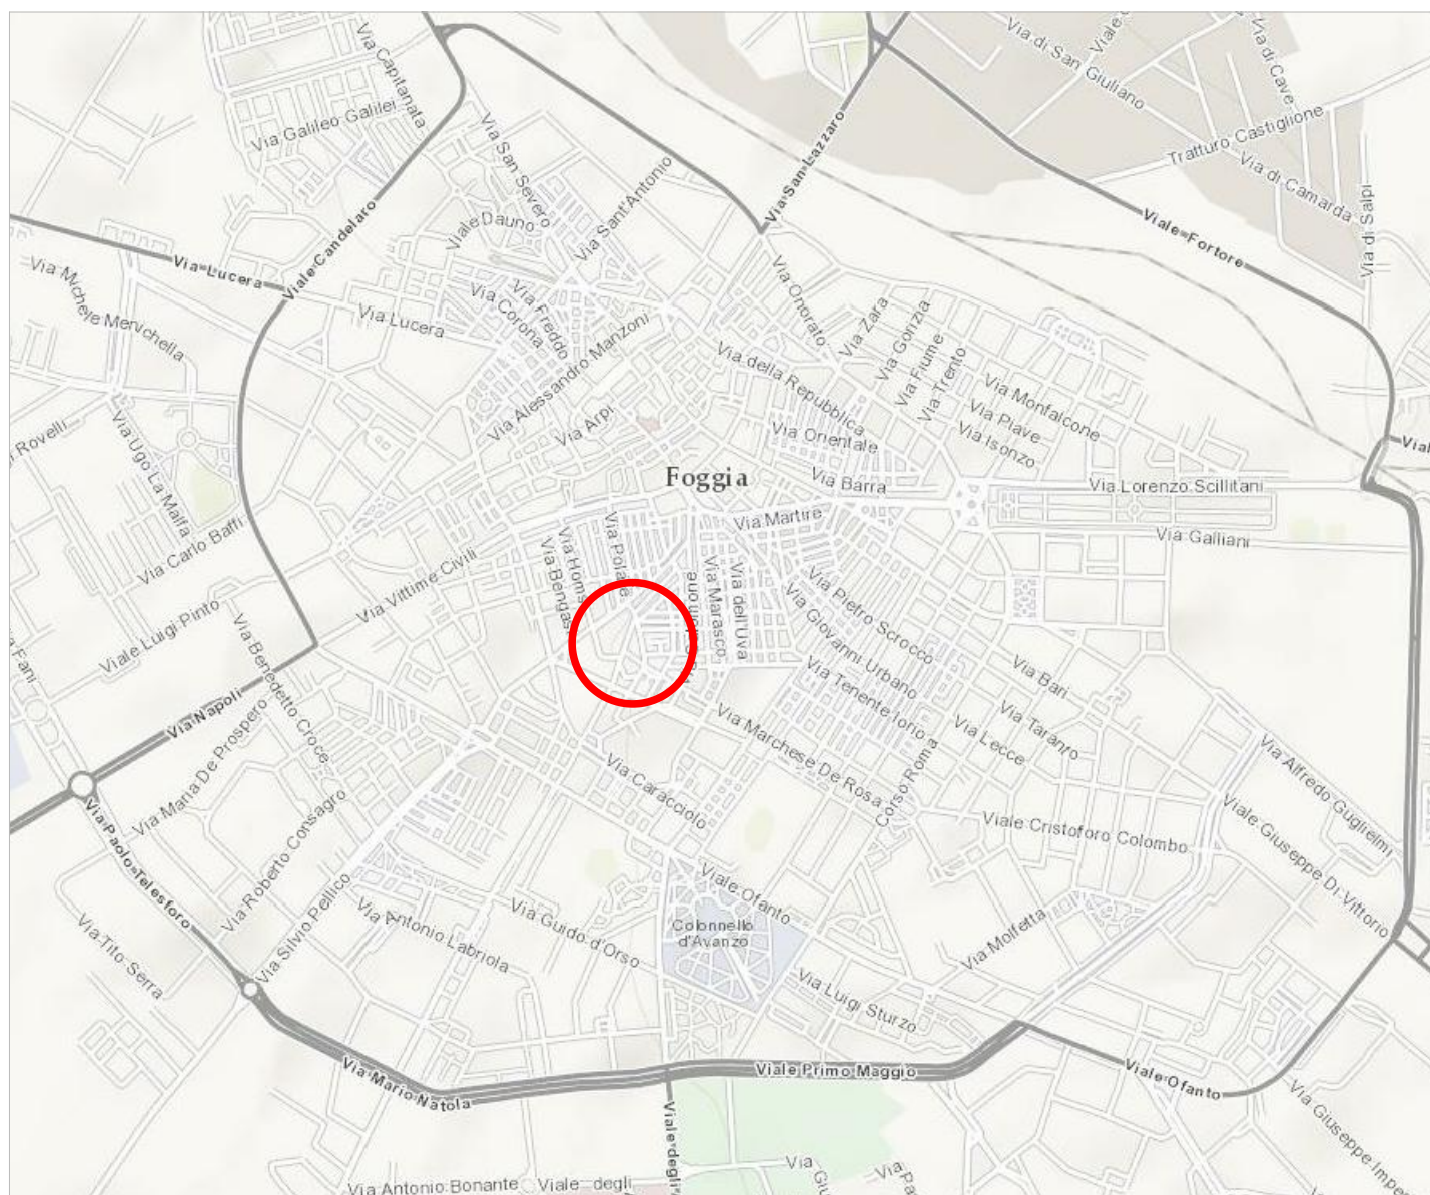 Via Capitanata
Via Galileo Galilei
Via San Severo
Viale Dauno
Via Sant'Antonio
Via San Lazzaro
Via di San Giuliano
Via di Cave
Tratturo Castiglione
Via di Camarda
Via di Salpi
Viale Fortore
Via Lucera
Viale Candelaro
Via Lucera
Via Corona
Via Freddo
Via Alessandro Manzoni
Via Arpi
Via Onorato
Via Zara
Via Gorizia
Via Fiume
Via Trento
Via della Repubblica
Via Monfalcone
Via Piave
Via Isonzo
Via Orientale
Via Barra
Foggia
Via Martire
Via Lorenzo Scillitani
Via Galliani
Rovelli
Via Ugo La Malfa
Via Carlo Baffi
Viale Luigi Pinto
Via Vittime Civili
Via Bengasi
Via Marasco
Via dell'Uva
Via Pietro Scrocco
Via Giovanni Urbano
Via Tenente Iorio
Via Bari
Via Taranto
Via Lecce
Corso Roma
Via Marchese De Rosa
Fani
Via Napoli
Via Benedetto Croce
Via Maria De Prospero
Via Roberto Consagro
Via Paolo Telesforo
Via Silvio Pellico
Via Tito Serra
Via Antonio Labriola
Via Guido d'Orso
Via Caracciolo
Viale Ofanto
Colonnello
d'Avanzo
Via Luigi Sturzo
Via Molfetta
Viale Cristoforo Colombo
Via Alfredo Guglielmi
Viale Giuseppe Di Vittorio
Via Mario Natola
Viale Primo Maggio
Viale Ofanto
Viale degli
Via Antonio Bonante
Viale degli
Via
Via Giuseppe